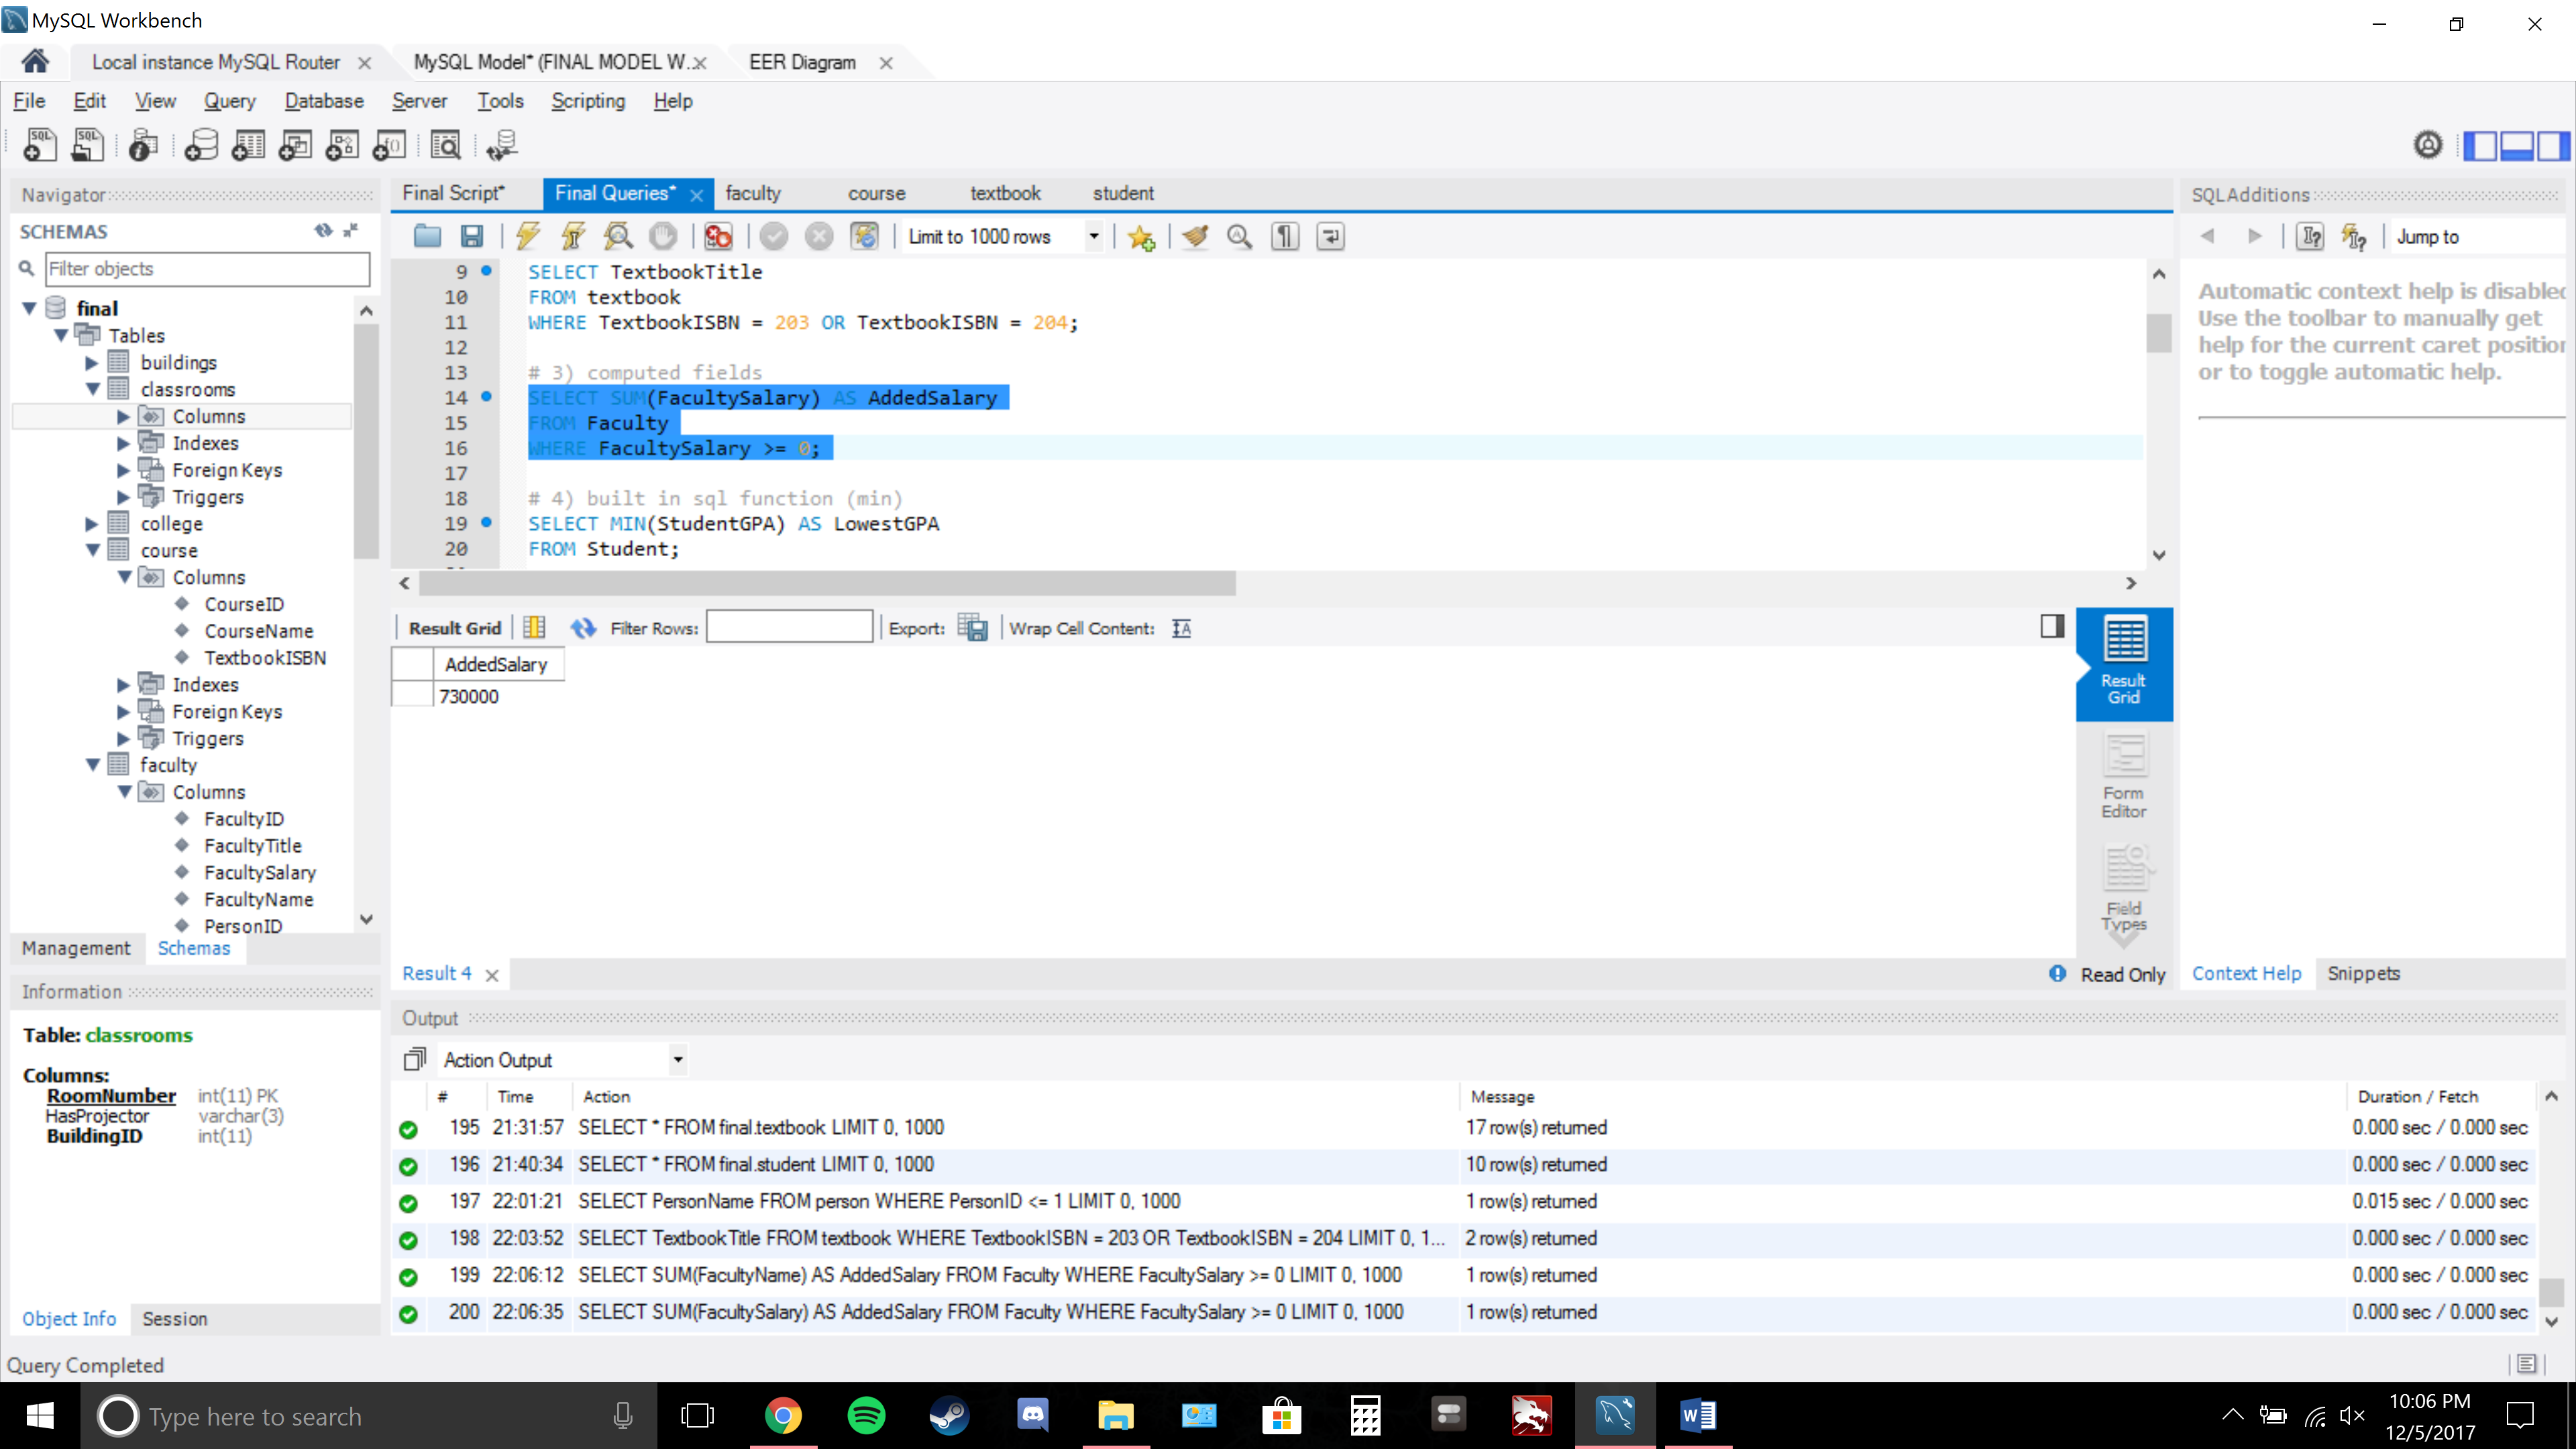 MySQL Workbench
Local instance MySQL Router
MySQL Model* (FINAL MODEL W...
EER Diagram
File Edit View Query Database Server Tools Scripting Help
Navigator
SCHEMAS
Filter objects
final
Tables
buildings
classrooms
Columns
Indexes
Foreign Keys
Triggers
college
course
Columns
CourseID
CourseName
TextbookISBN
Indexes
Foreign Keys
Triggers
faculty
Columns
FacultyID
FacultyTitle
FacultySalary
FacultyName
PersonID
Management Schemas
Information
Table: classrooms
Columns:
RoomNumber int(11) PK
HasProjector varchar(3)
BuildingID int(11)
Object Info Session
Query Completed
Final Script* Final Queries* faculty course textbook student
Limit to 1000 rows
9 SELECT TextbookTitle
10 FROM textbook
11 WHERE TextbookISBN = 203 OR TextbookISBN = 204;
12
13 # 3) computed fields
14 SELECT SUM(FacultySalary) AS AddedSalary
15 FROM Faculty
16 WHERE FacultySalary >= 0;
17
18 # 4) built in sql function (min)
19 SELECT MIN(StudentGPA) AS LowestGPA
20 FROM Student;
Result Grid Filter Rows: Export: Wrap Cell Content:
AddedSalary
730000
Result Grid
Form Editor
Field Types
Result 4
Read Only
SQLAdditions
Jump to
Automatic context help is disabled
Use the toolbar to manually get
help for the current caret position
or to toggle automatic help.
Context Help Snippets
Output
Action Output
# Time Action Message Duration / Fetch
195 21:31:57 SELECT * FROM final.textbook LIMIT 0, 1000 17 row(s) returned 0.000 sec / 0.000 sec
196 21:40:34 SELECT * FROM final.student LIMIT 0, 1000 10 row(s) returned 0.000 sec / 0.000 sec
197 22:01:21 SELECT PersonName FROM person WHERE PersonID <= 1 LIMIT 0, 1000 1 row(s) returned 0.015 sec / 0.000 sec
198 22:03:52 SELECT TextbookTitle FROM textbook WHERE TextbookISBN = 203 OR TextbookISBN = 204 LIMIT 0, 1... 2 row(s) returned 0.000 sec / 0.000 sec
199 22:06:12 SELECT SUM(FacultyName) AS AddedSalary FROM Faculty WHERE FacultySalary >= 0 LIMIT 0, 1000 1 row(s) returned 0.000 sec / 0.000 sec
200 22:06:35 SELECT SUM(FacultySalary) AS AddedSalary FROM Faculty WHERE FacultySalary >= 0 LIMIT 0, 1000 1 row(s) returned 0.000 sec / 0.000 sec
Type here to search
10:06 PM
12/5/2017